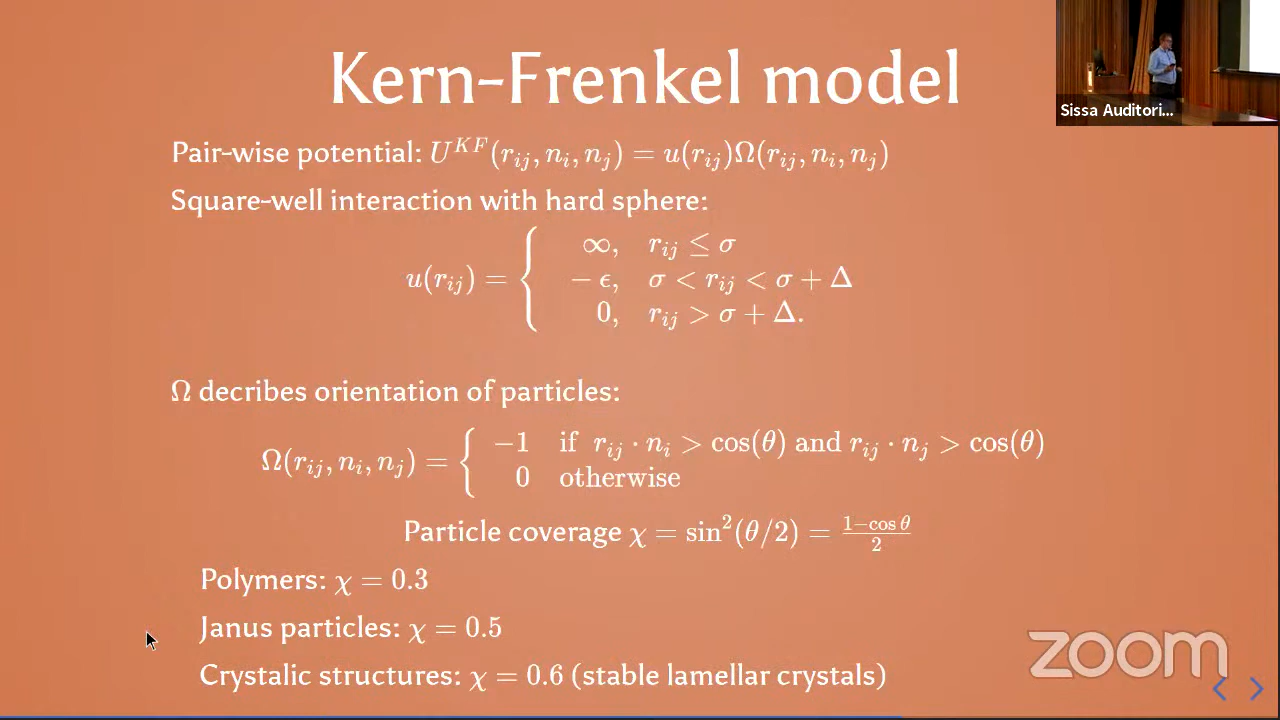 Kern-Frenkel model
Sissa Auditori...
Pair-wise potential: U^{KF}(r_{ij}, n_i, n_j) = u(r_{ij})Ω(r_{ij}, n_i, n_j)
Square-well interaction with hard sphere:
u(r_{ij}) = { ∞, r_{ij} ≤ σ
− ϵ, σ < r_{ij} < σ + Δ
0, r_{ij} > σ + Δ.
Ω decribes orientation of particles:
Ω(r_{ij}, n_i, n_j) = { −1 if r_{ij} · n_i > cos(θ) and r_{ij} · n_j > cos(θ)
0 otherwise
Particle coverage χ = sin²(θ/2) = \frac{1−cos θ}{2}
Polymers: χ = 0.3
Janus particles: χ = 0.5
Crystalic structures: χ = 0.6 (stable lamellar crystals)
zoom